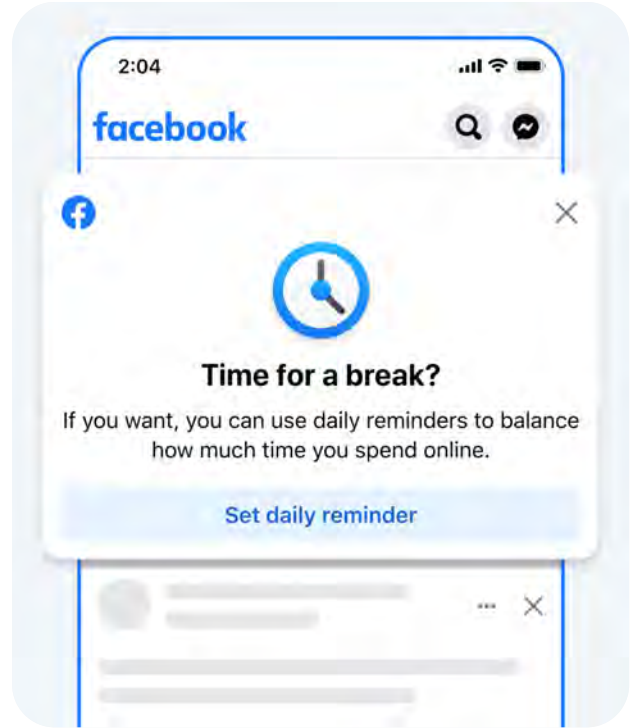 2:04
facebook
Time for a break?
If you want, you can use daily reminders to balance
how much time you spend online.
Set daily reminder